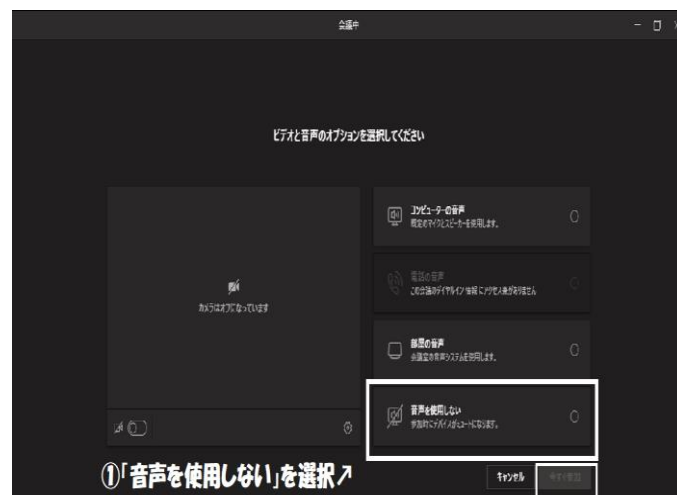 会議中
ビデオと音声のオプションを選択してください
コンピューターの音声
既定のマイクとスピーカーを使用します。
電話の音声
この会議のダイヤルイン情報にアクセス権がありません
カメラはオフになっています
部屋の音声
会議室の音声システムを使用します。
音声を使用しない
参加時にデバイスがミュートになります。
①「音声を使用しない」を選択↗
キャンセル
今すぐ参加